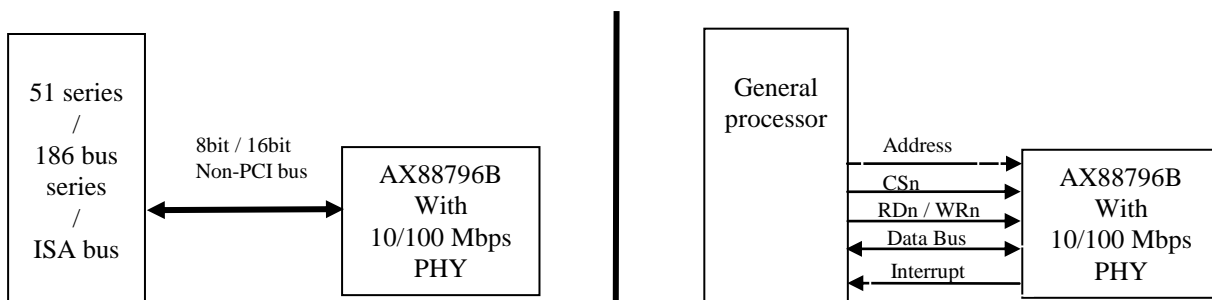 51 series
/
186 bus
series
/
ISA bus
8bit / 16bit
Non-PCI bus
AX88796B
With
10/100 Mbps
PHY
General
processor
Address
CSn
RDn / WRn
Data Bus
Interrupt
AX88796B
With
10/100 Mbps
PHY